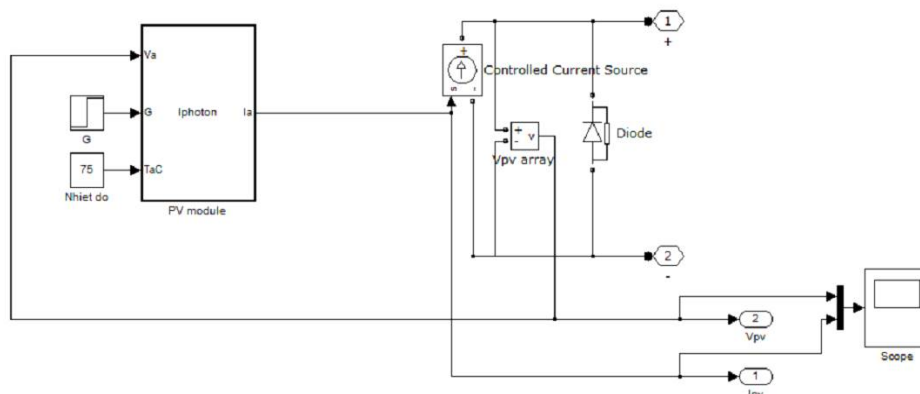 1
+
Va
+
Controlled Current Source
s
-
G
Iphoton
Ia
G
+
-
v
Vpv array
Diode
75
TaC
Nhiet do
PV module
2
-
2
Vpv
Scope
1